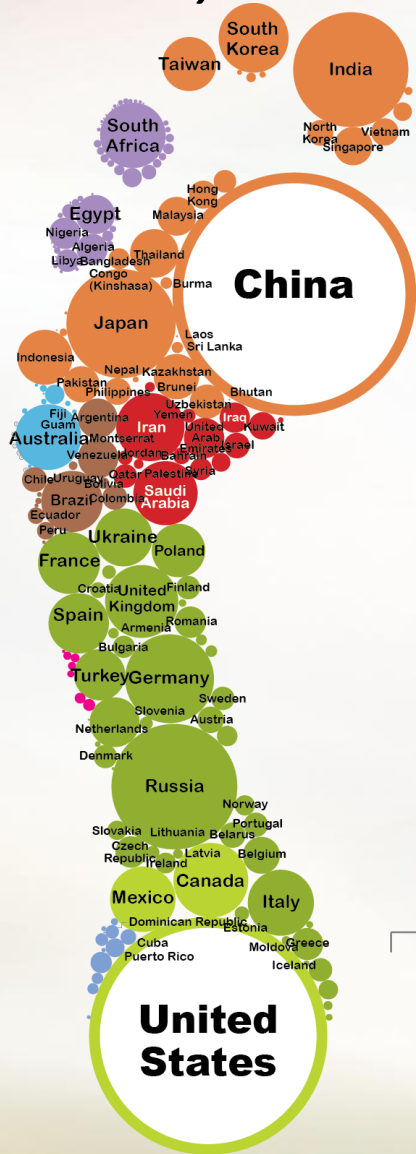 South
Korea
Taiwan
India
North
Korea
Vietnam
Singapore
South
Africa
Hong
Kong
Malaysia
Egypt
Nigeria
Algeria
Libya
Bangladesh
Thailand
Congo
(Kinshasa)
Burma
China
Japan
Laos
Sri Lanka
Indonesia
Nepal
Kazakhstan
Pakistan
Philippines
Brunei
Bhutan
Uzbekistan
Fiji
Guam
Argentina
Yemen
Iraq
Iran
United
Arab
Emirates
Kuwait
Australia
Montserrat
Israel
Venezuela
Jordan
Bahrain
Chile
Uruguay
Bolivia
Qatar
Palestine
Syria
Brazil
Colombia
Saudi
Arabia
Ecuador
Peru
Ukraine
Poland
France
Croatia
United
Kingdom
Finland
Spain
Armenia
Romania
Bulgaria
Turkey
Germany
Slovenia
Sweden
Austria
Netherlands
Denmark
Russia
Norway
Portugal
Slovakia
Lithuania
Belarus
Czech
Republic
Ireland
Latvia
Belgium
Canada
Mexico
Italy
Dominican Republic
Estonia
Cuba
Puerto Rico
Moldova
Greece
Iceland
United
States